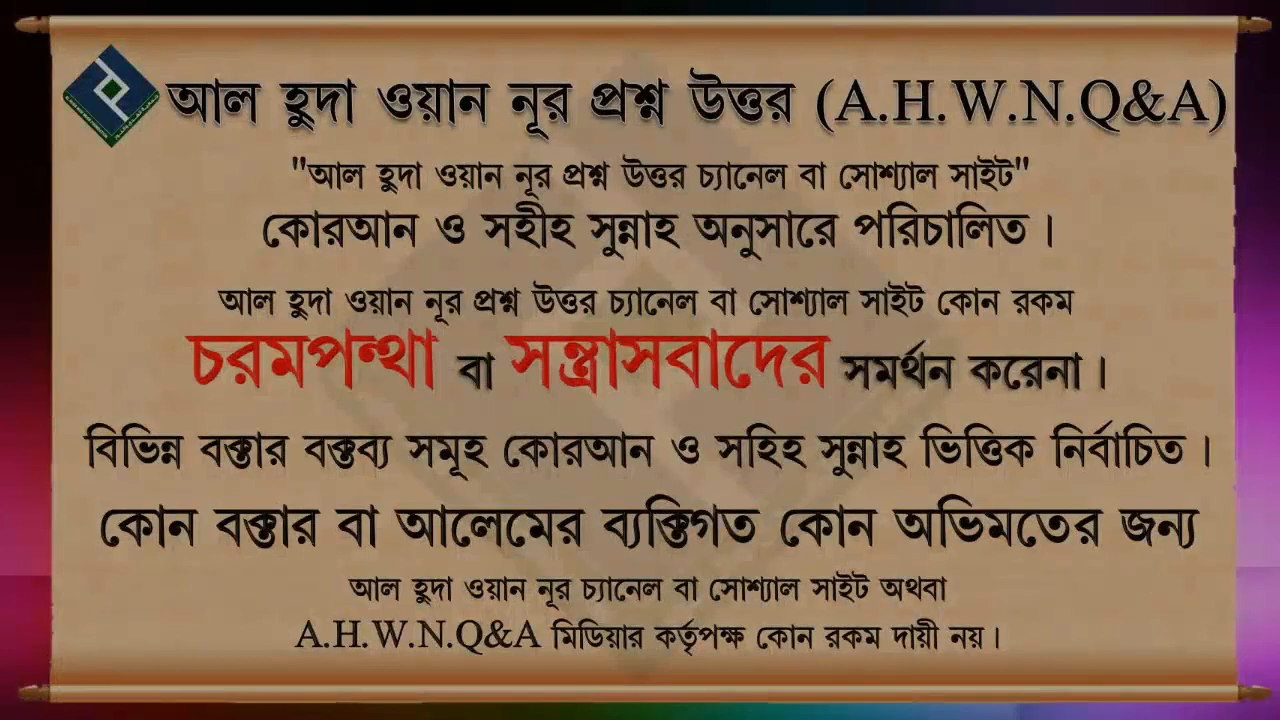 আল হুদা ওয়ান নূর প্রশ্ন উত্তর (A.H.W.N.Q&A)
"আল হুদা ওয়ান নূর প্রশ্ন উত্তর চ্যানেল বা সোশ্যাল সাইট"
কোরআন ও সহীহ সুন্নাহ অনুসারে পরিচালিত ।
আল হুদা ওয়ান নূর প্রশ্ন উত্তর চ্যানেল বা সোশ্যাল সাইট কোন রকম
চরমপন্থা বা সন্ত্রাসবাদের সমর্থন করেনা ।
বিভিন্ন বক্তার বক্তব্য সমূহ কোরআন ও সহিহ সুন্নাহ ভিত্তিক নির্বাচিত ।
কোন বক্তার বা আলেমের ব্যক্তিগত কোন অভিমতের জন্য
আল হুদা ওয়ান নূর চ্যানেল বা সোশ্যাল সাইট অথবা
A.H.W.N.Q&A মিডিয়ার কর্তৃপক্ষ কোন রকম দায়ী নয় ।